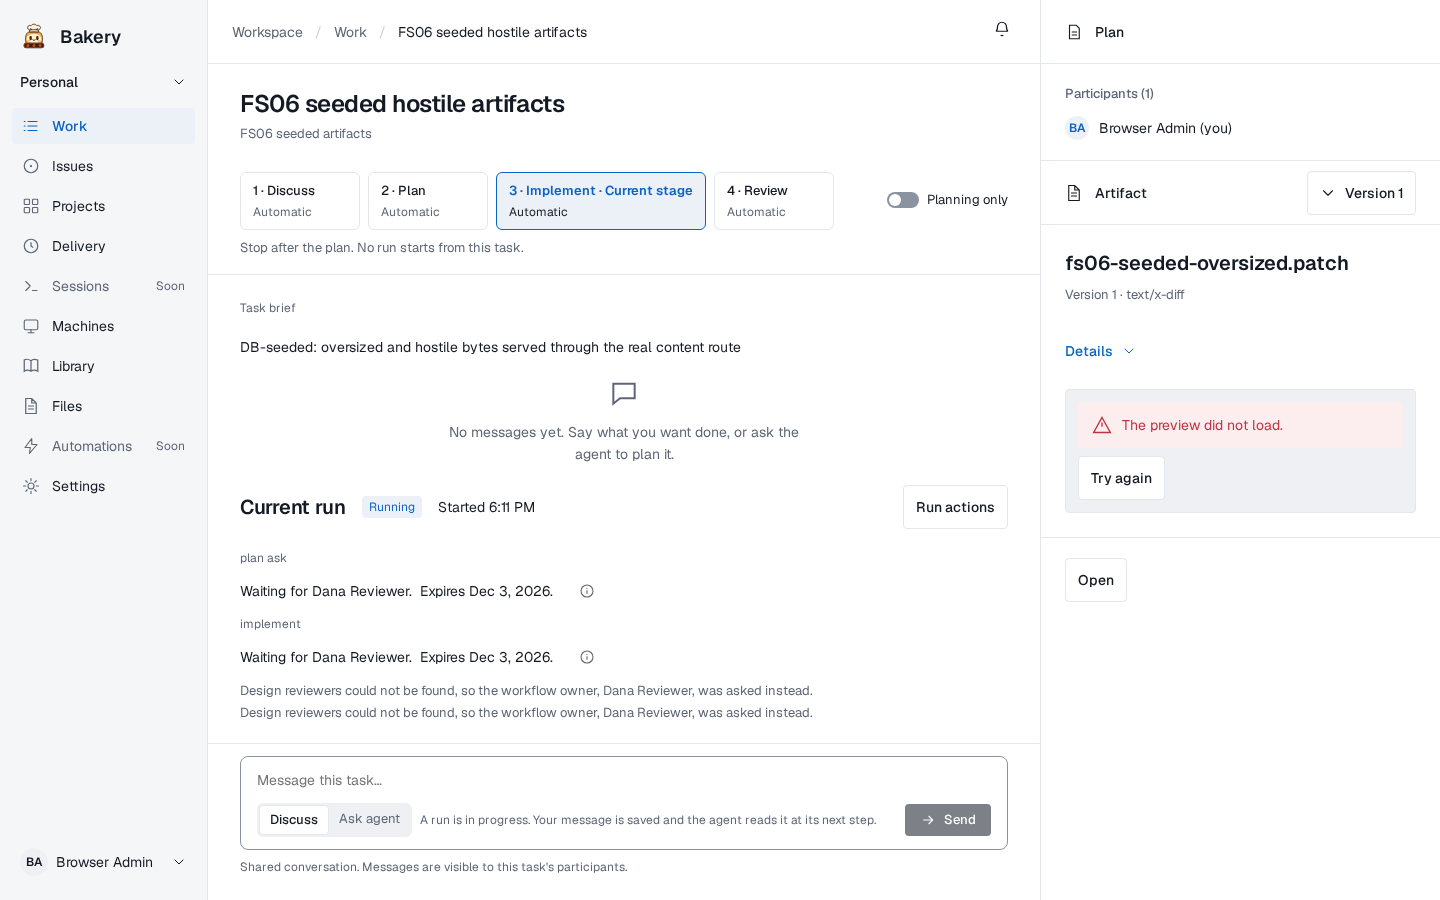 Bakery
Personal
Work
Issues
Projects
Delivery
Sessions Soon
Machines
Library
Files
Automations Soon
Settings
BA Browser Admin
Workspace / Work / FS06 seeded hostile artifacts
FS06 seeded hostile artifacts
FS06 seeded artifacts
1 · Discuss
Automatic
2 · Plan
Automatic
3 · Implement · Current stage
Automatic
4 · Review
Automatic
Planning only
Stop after the plan. No run starts from this task.
Task brief
DB-seeded: oversized and hostile bytes served through the real content route
No messages yet. Say what you want done, or ask the
agent to plan it.
Current run Running Started 6:11 PM Run actions
plan ask
Waiting for Dana Reviewer. Expires Dec 3, 2026.
implement
Waiting for Dana Reviewer. Expires Dec 3, 2026.
Design reviewers could not be found, so the workflow owner, Dana Reviewer, was asked instead.
Design reviewers could not be found, so the workflow owner, Dana Reviewer, was asked instead.
Message this task...
Discuss Ask agent A run is in progress. Your message is saved and the agent reads it at its next step. Send
Shared conversation. Messages are visible to this task's participants.
Plan
Participants (1)
BA Browser Admin (you)
Artifact Version 1
fs06-seeded-oversized.patch
Version 1 · text/x-diff
Details
The preview did not load.
Try again
Open